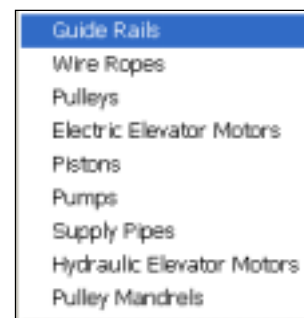 Guide Rails
Wire Ropes
Pulleys
Electric Elevator Motors
Pistons
Pumps
Supply Pipes
Hydraulic Elevator Motors
Pulley Mandrels